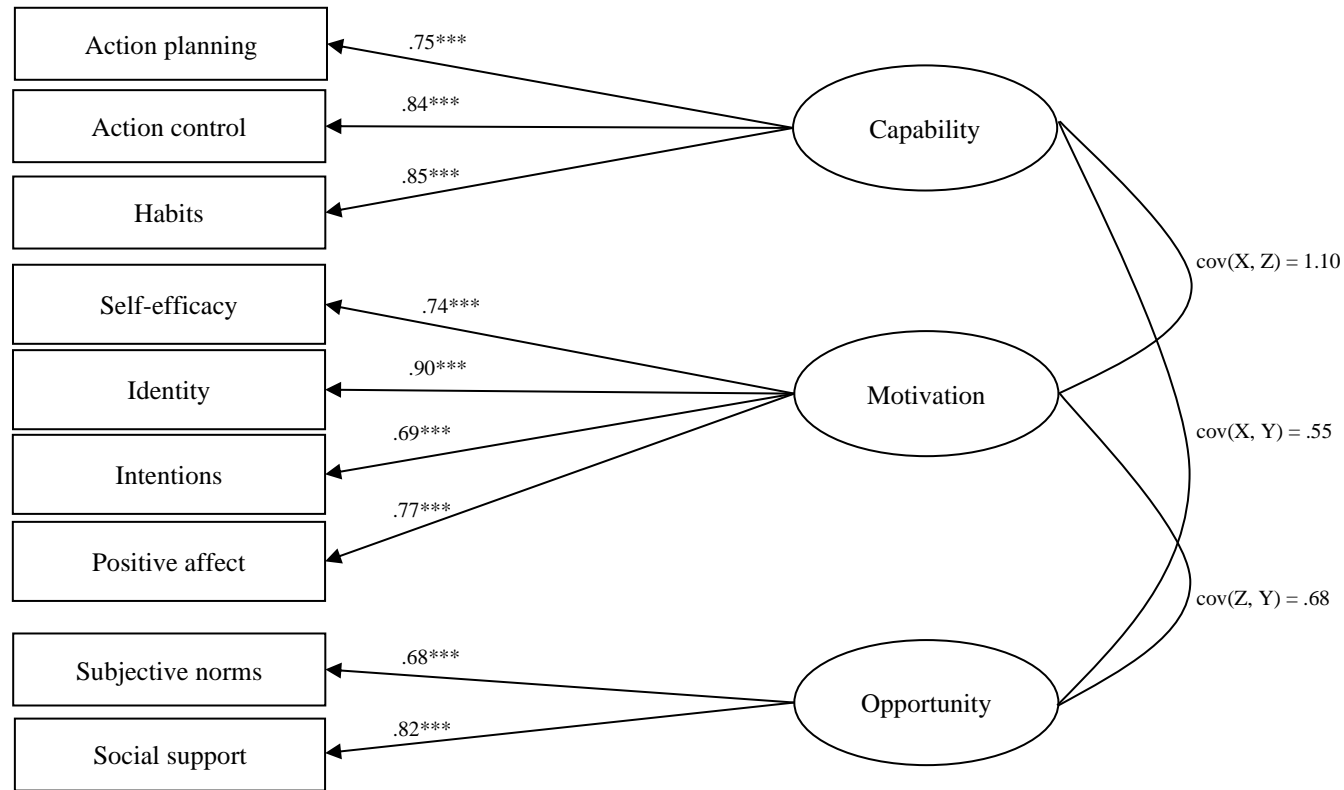 Action planning
.75***
Action control
.84***
Capability
Habits
.85***
cov(X, Z) = 1.10
Self-efficacy
.74***
Identity
.90***
Motivation
cov(X, Y) = .55
Intentions
.69***
Positive affect
.77***
cov(Z, Y) = .68
Subjective norms
.68***
Opportunity
Social support
.82***